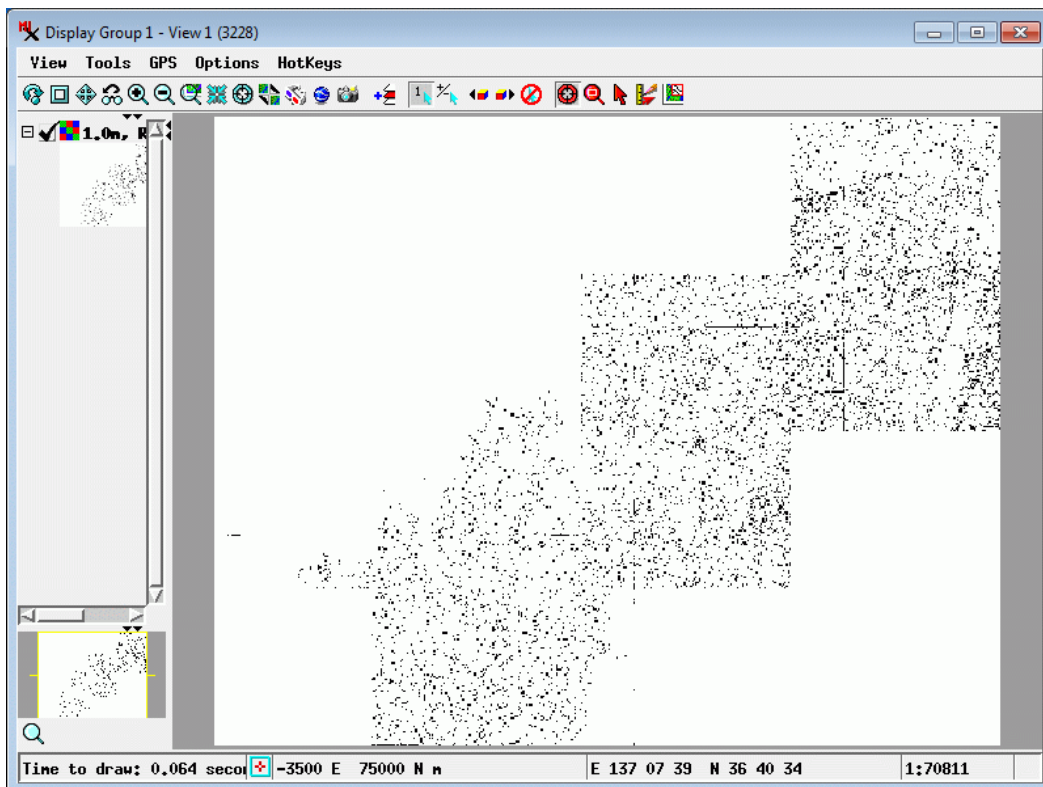 Display Group 1 - View 1 (3228)
View Tools GPS Options HotKeys
1.0m, R
Time to draw: 0.064 seco
-3500 E 75000 N m
E 137 07 39 N 36 40 34
1:70811